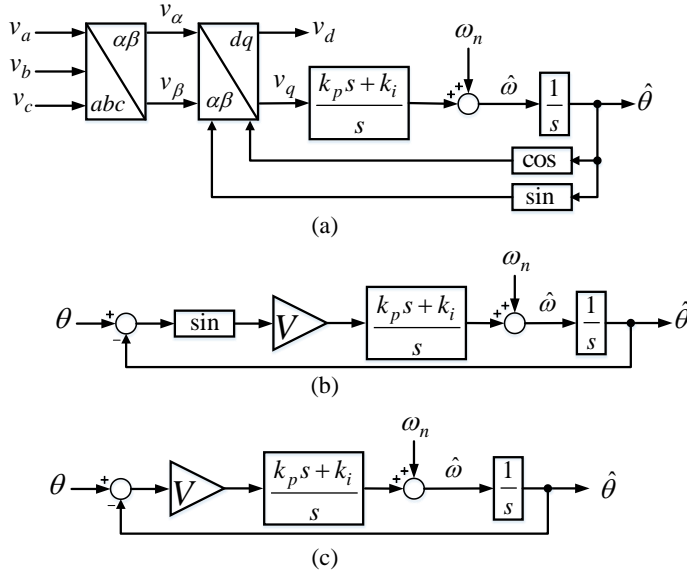 v_a
v_b
v_c
αβ
abc
v_α
v_β
dq
αβ
v_d
v_q
k_p s + k_i
s
ω_n
+
+
ω̂
1
s
θ̂
cos
sin
(a)
θ
+
−
sin
V
k_p s + k_i
s
ω_n
+
+
ω̂
1
s
θ̂
(b)
θ
+
−
V
k_p s + k_i
s
ω_n
+
+
ω̂
1
s
θ̂
(c)